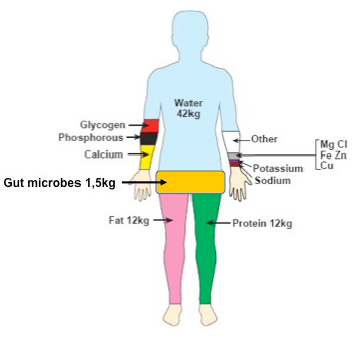 Water
42kg
Glycogen
Phosphorous
Calcium
Other
Mg Cl
Fe Zn
Cu
Potassium
Sodium
Gut microbes 1,5kg
Fat 12kg
Protein 12kg